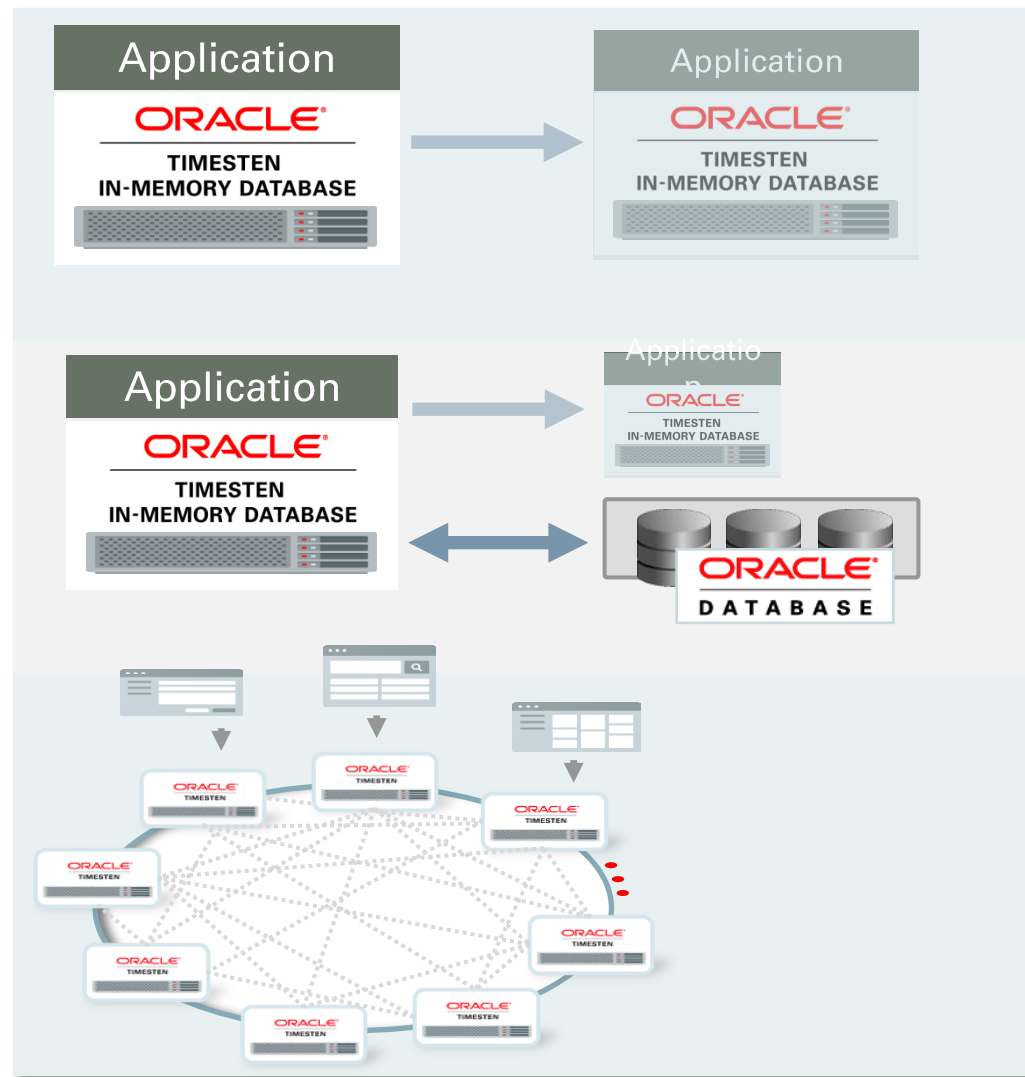 Application
ORACLE®
TIMESTEN
IN-MEMORY DATABASE
Application
ORACLE®
TIMESTEN
IN-MEMORY DATABASE
Application
ORACLE®
TIMESTEN
IN-MEMORY DATABASE
Applicatio
n
ORACLE®
TIMESTEN
IN-MEMORY DATABASE
ORACLE®
DATABASE
ORACLE®
TIMESTEN
ORACLE®
TIMESTEN
ORACLE®
TIMESTEN
ORACLE®
TIMESTEN
ORACLE®
TIMESTEN
ORACLE®
TIMESTEN
ORACLE®
TIMESTEN
ORACLE®
TIMESTEN